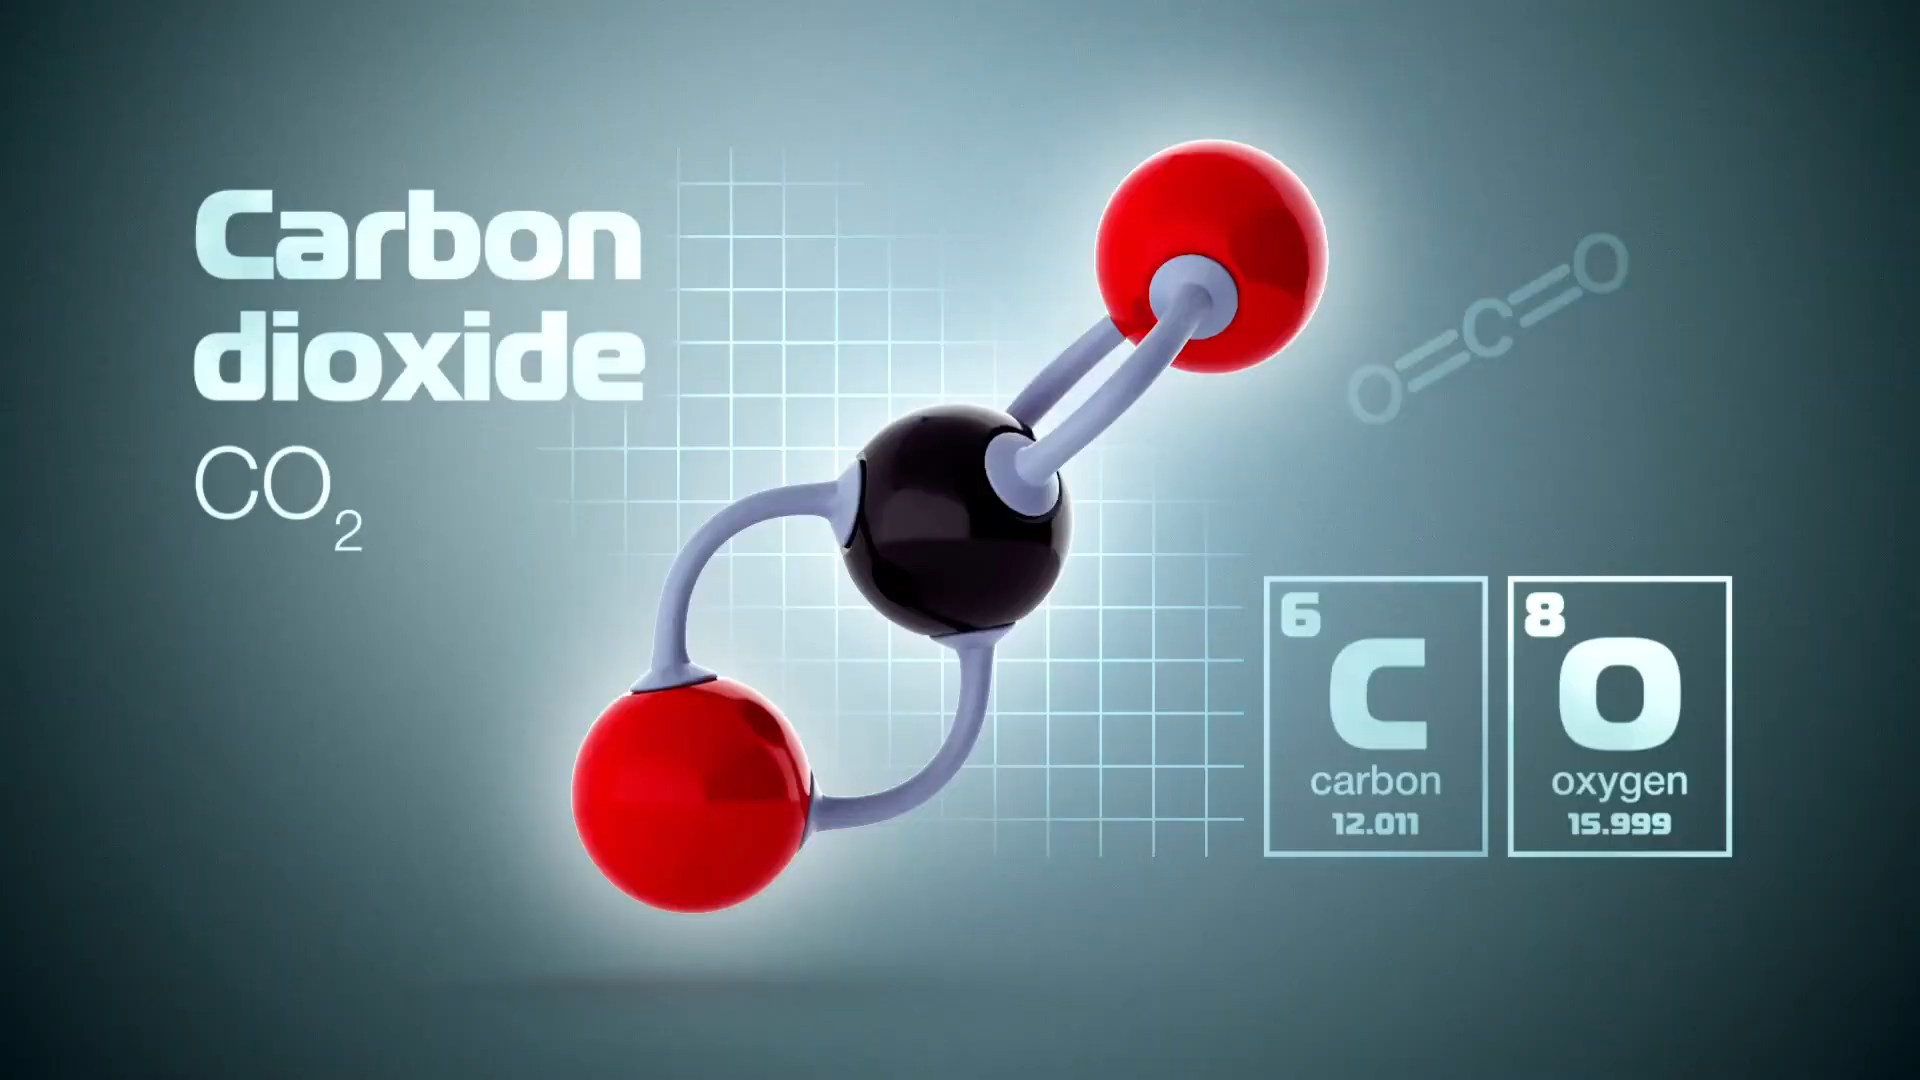 Carbon
dioxide
CO₂
O=C=O
6
C
carbon
12.011
8
O
oxygen
15.999